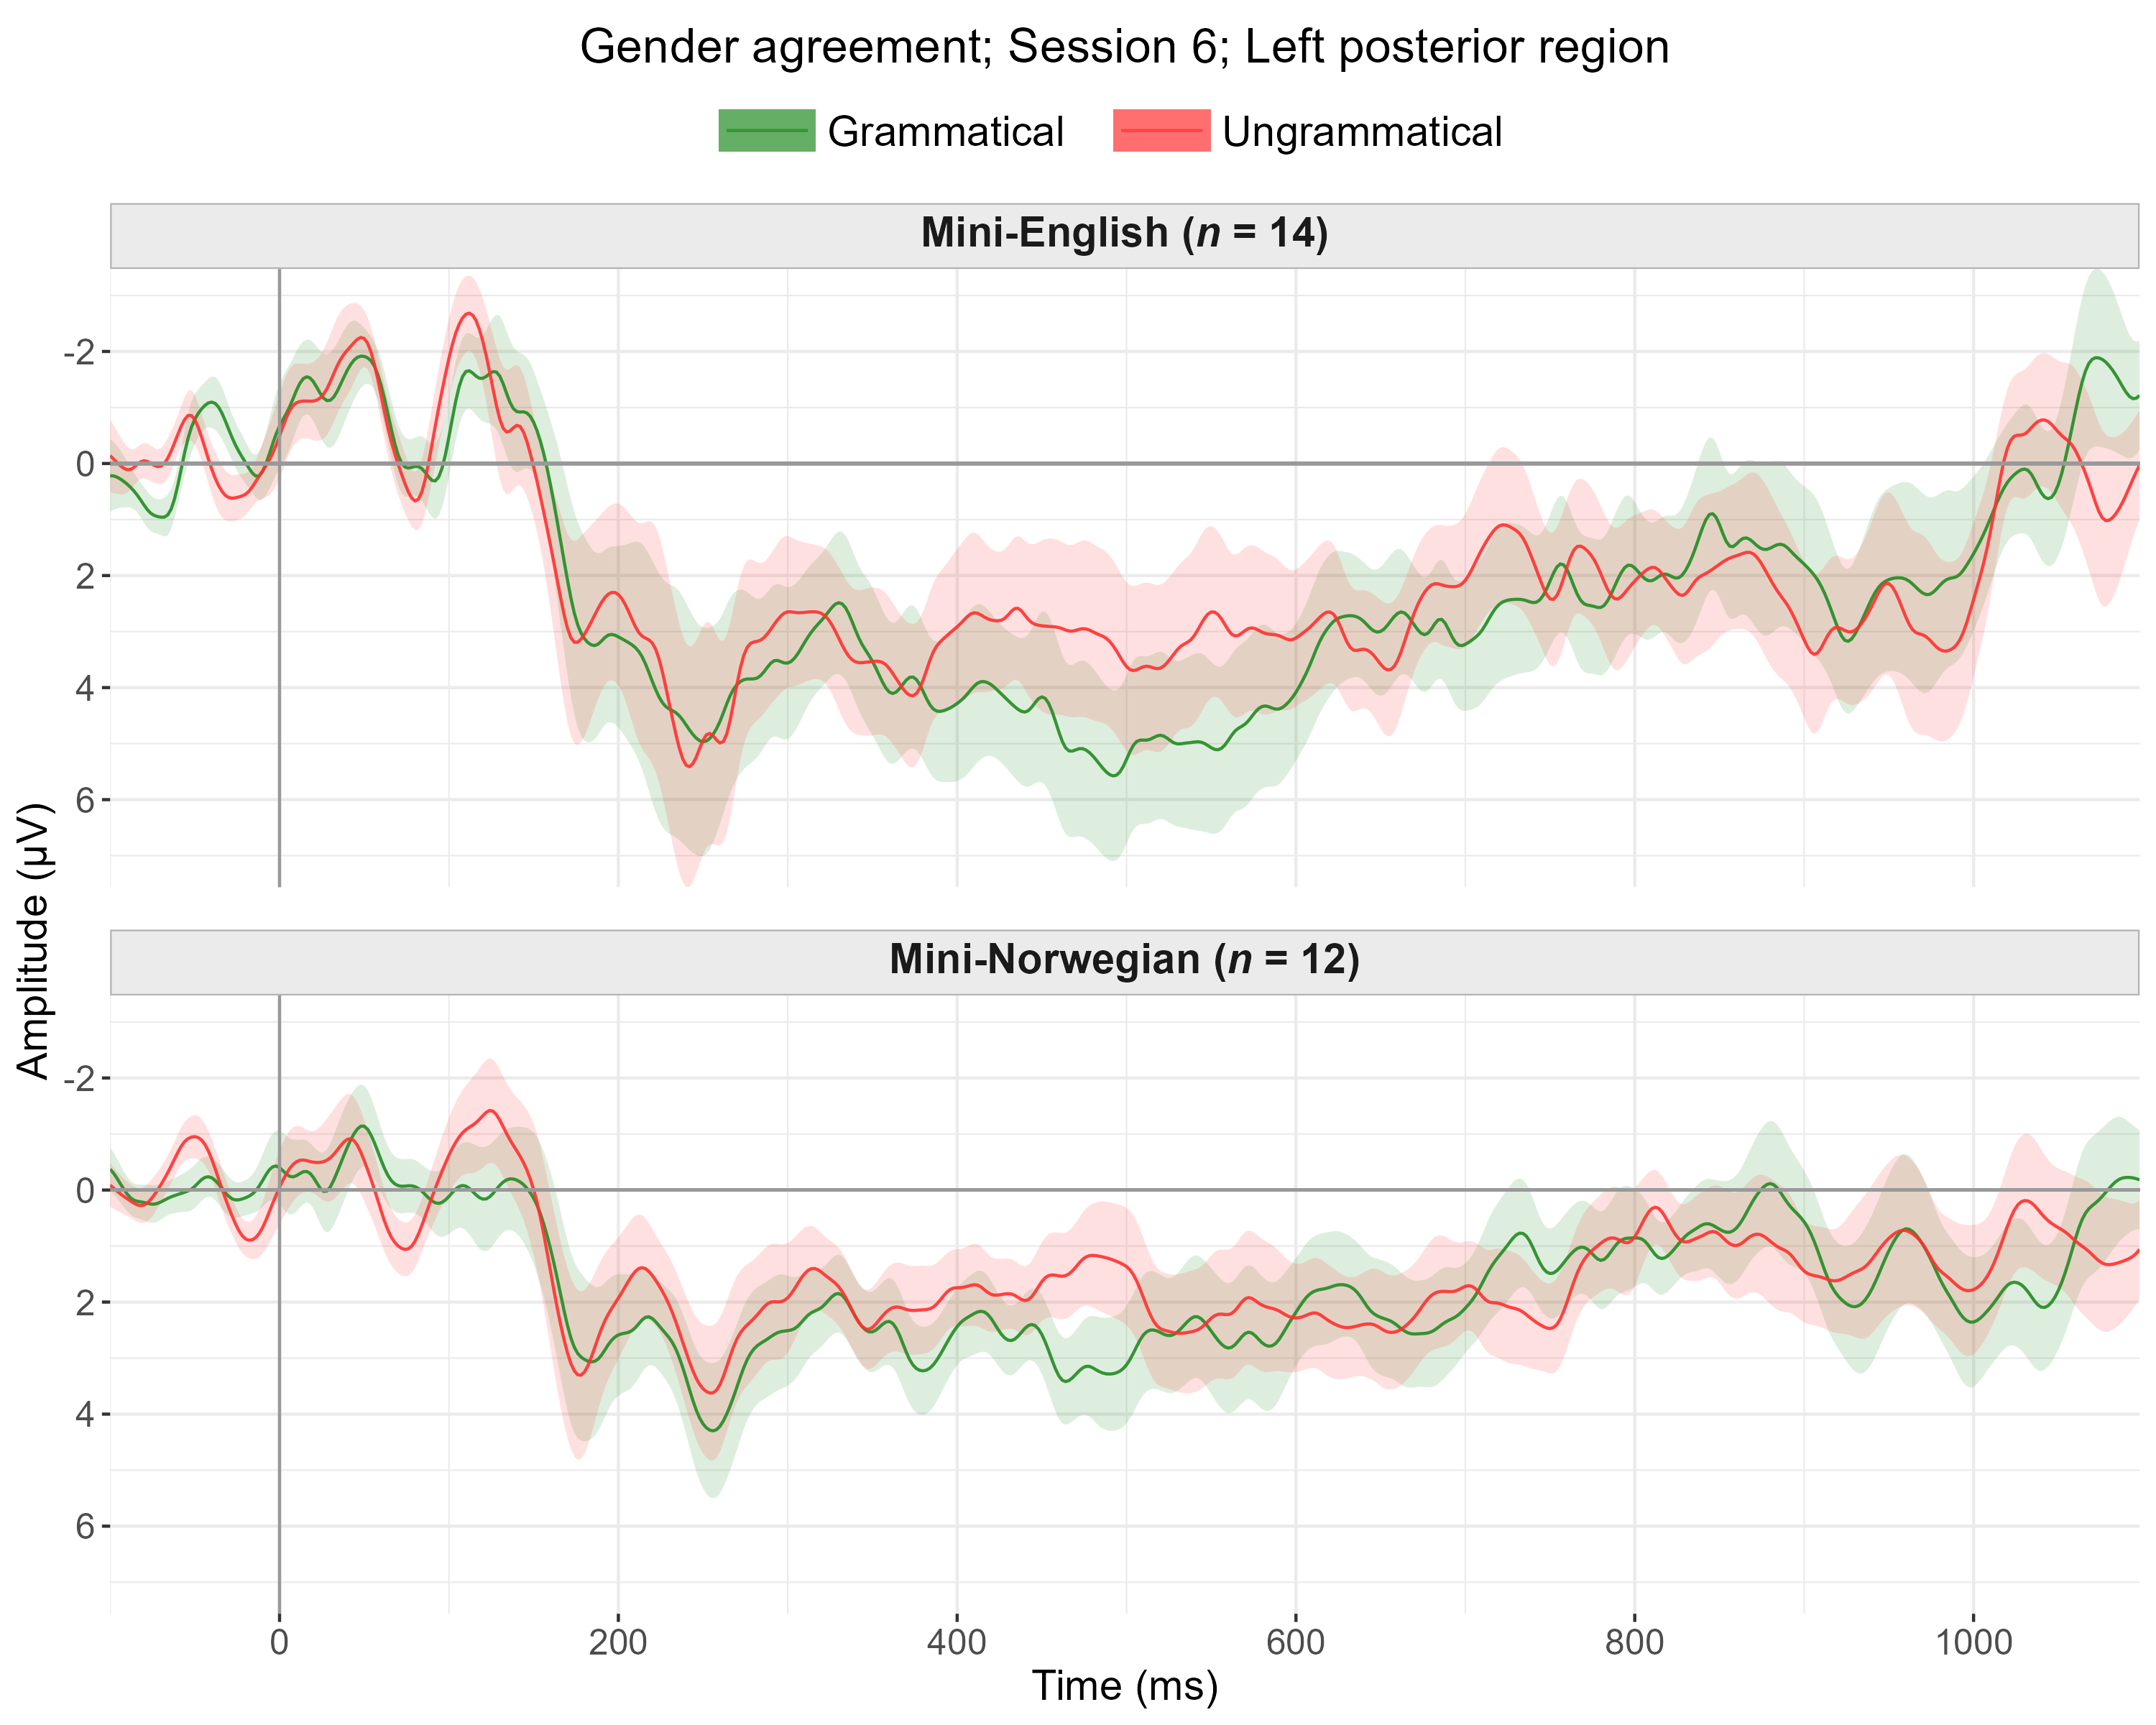 Gender agreement; Session 6; Left posterior region
Grammatical Ungrammatical
Mini-English (n = 14)
-2
0
2
4
6
Amplitude (µV)
Mini-Norwegian (n = 12)
-2
0
2
4
6
0 200 400 600 800 1000
Time (ms)